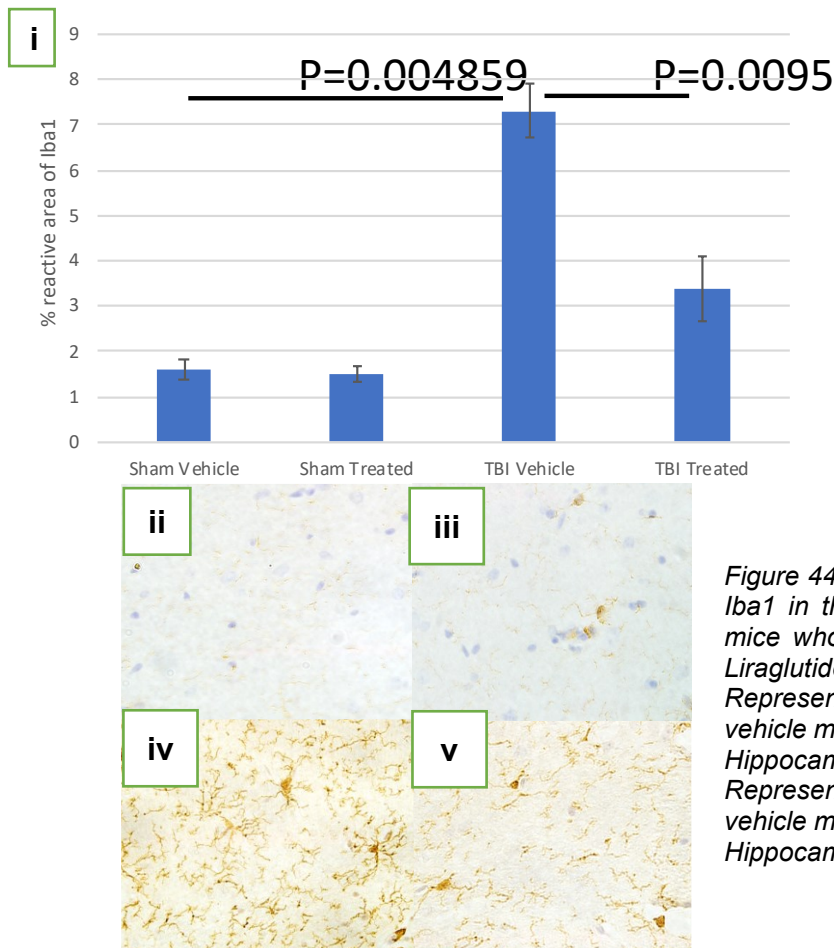 i
9
8
7
6
5
4
3
2
1
0
% reactive area of Iba1
P=0.004859
P=0.0095
Sham Vehicle
Sham Treated
TBI Vehicle
TBI Treated
ii
iii
iv
v
Figure 44
Iba1 in th
mice who
Liraglutide
Represen
vehicle m
Hippocam
Represen
vehicle m
Hippocam